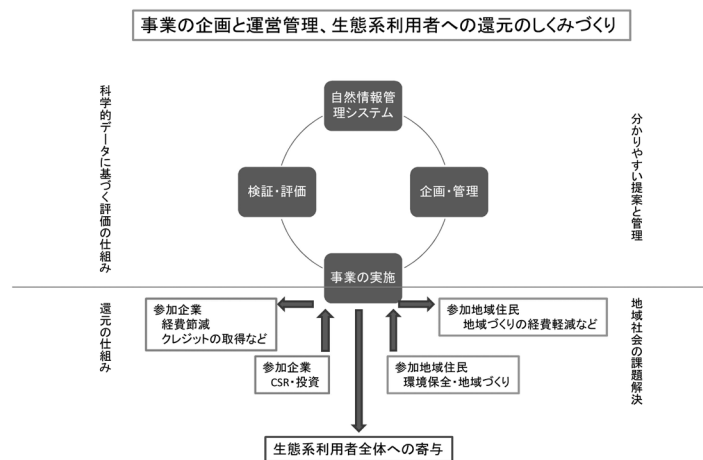 事業の企画と運営管理、生態系利用者への還元のしくみづくり
科学的データに基づく評価の仕組み
自然情報管
理システム
検証・評価
企画・管理
事業の実施
分かりやすい提案と管理
還元の仕組み
参加企業
経費節減
クレジットの取得など
参加地域住民
地域づくりの経費軽減など
参加企業
CSR・投資
参加地域住民
環境保全・地域づくり
地域社会の課題解決
生態系利用者全体への寄与